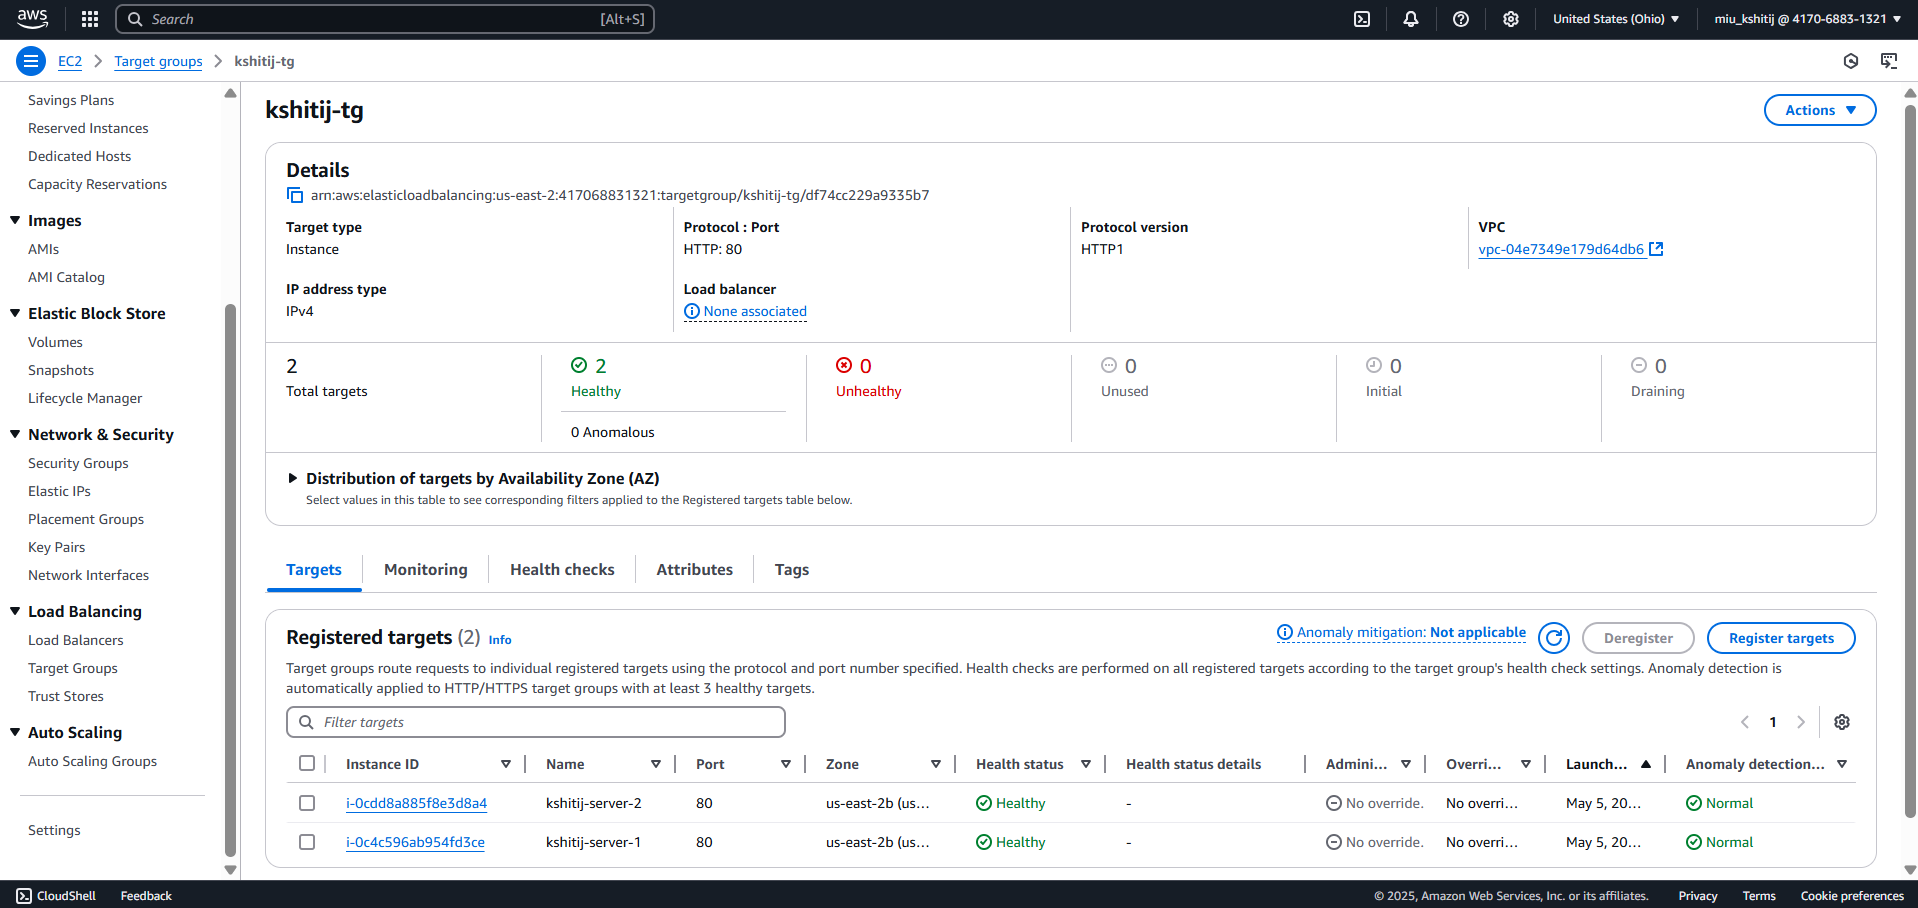 aws
Search [Alt+S]
United States (Ohio)
miu_kshitij @ 4170-6883-1321
EC2 > Target groups > kshitij-tg
Savings Plans
Reserved Instances
Dedicated Hosts
Capacity Reservations
Images
AMIs
AMI Catalog
Elastic Block Store
Volumes
Snapshots
Lifecycle Manager
Network & Security
Security Groups
Elastic IPs
Placement Groups
Key Pairs
Network Interfaces
Load Balancing
Load Balancers
Target Groups
Trust Stores
Auto Scaling
Auto Scaling Groups
Settings
kshitij-tg
Actions
Details
arn:aws:elasticloadbalancing:us-east-2:417068831321:targetgroup/kshitij-tg/df74cc229a9335b7
Target type
Instance
Protocol : Port
HTTP: 80
Protocol version
HTTP1
VPC
vpc-04e7349e179d64db6
IP address type
IPv4
Load balancer
None associated
2
Total targets
2
Healthy
0 Anomalous
0
Unhealthy
0
Unused
0
Initial
0
Draining
Distribution of targets by Availability Zone (AZ)
Select values in this table to see corresponding filters applied to the Registered targets table below.
Targets Monitoring Health checks Attributes Tags
Registered targets (2) Info
Anomaly mitigation: Not applicable
Deregister
Register targets
Target groups route requests to individual registered targets using the protocol and port number specified. Health checks are performed on all registered targets according to the target group's health check settings. Anomaly detection is
automatically applied to HTTP/HTTPS target groups with at least 3 healthy targets.
Filter targets
1
Instance ID Name Port Zone Health status Health status details Admini... Overri... Launch... Anomaly detection...
i-0cdd8a885f8e3d8a4 kshitij-server-2 80 us-east-2b (us... Healthy - No override. No overri... May 5, 20... Normal
i-0c4c596ab954fd3ce kshitij-server-1 80 us-east-2b (us... Healthy - No override. No overri... May 5, 20... Normal
CloudShell Feedback
© 2025, Amazon Web Services, Inc. or its affiliates. Privacy Terms Cookie preferences